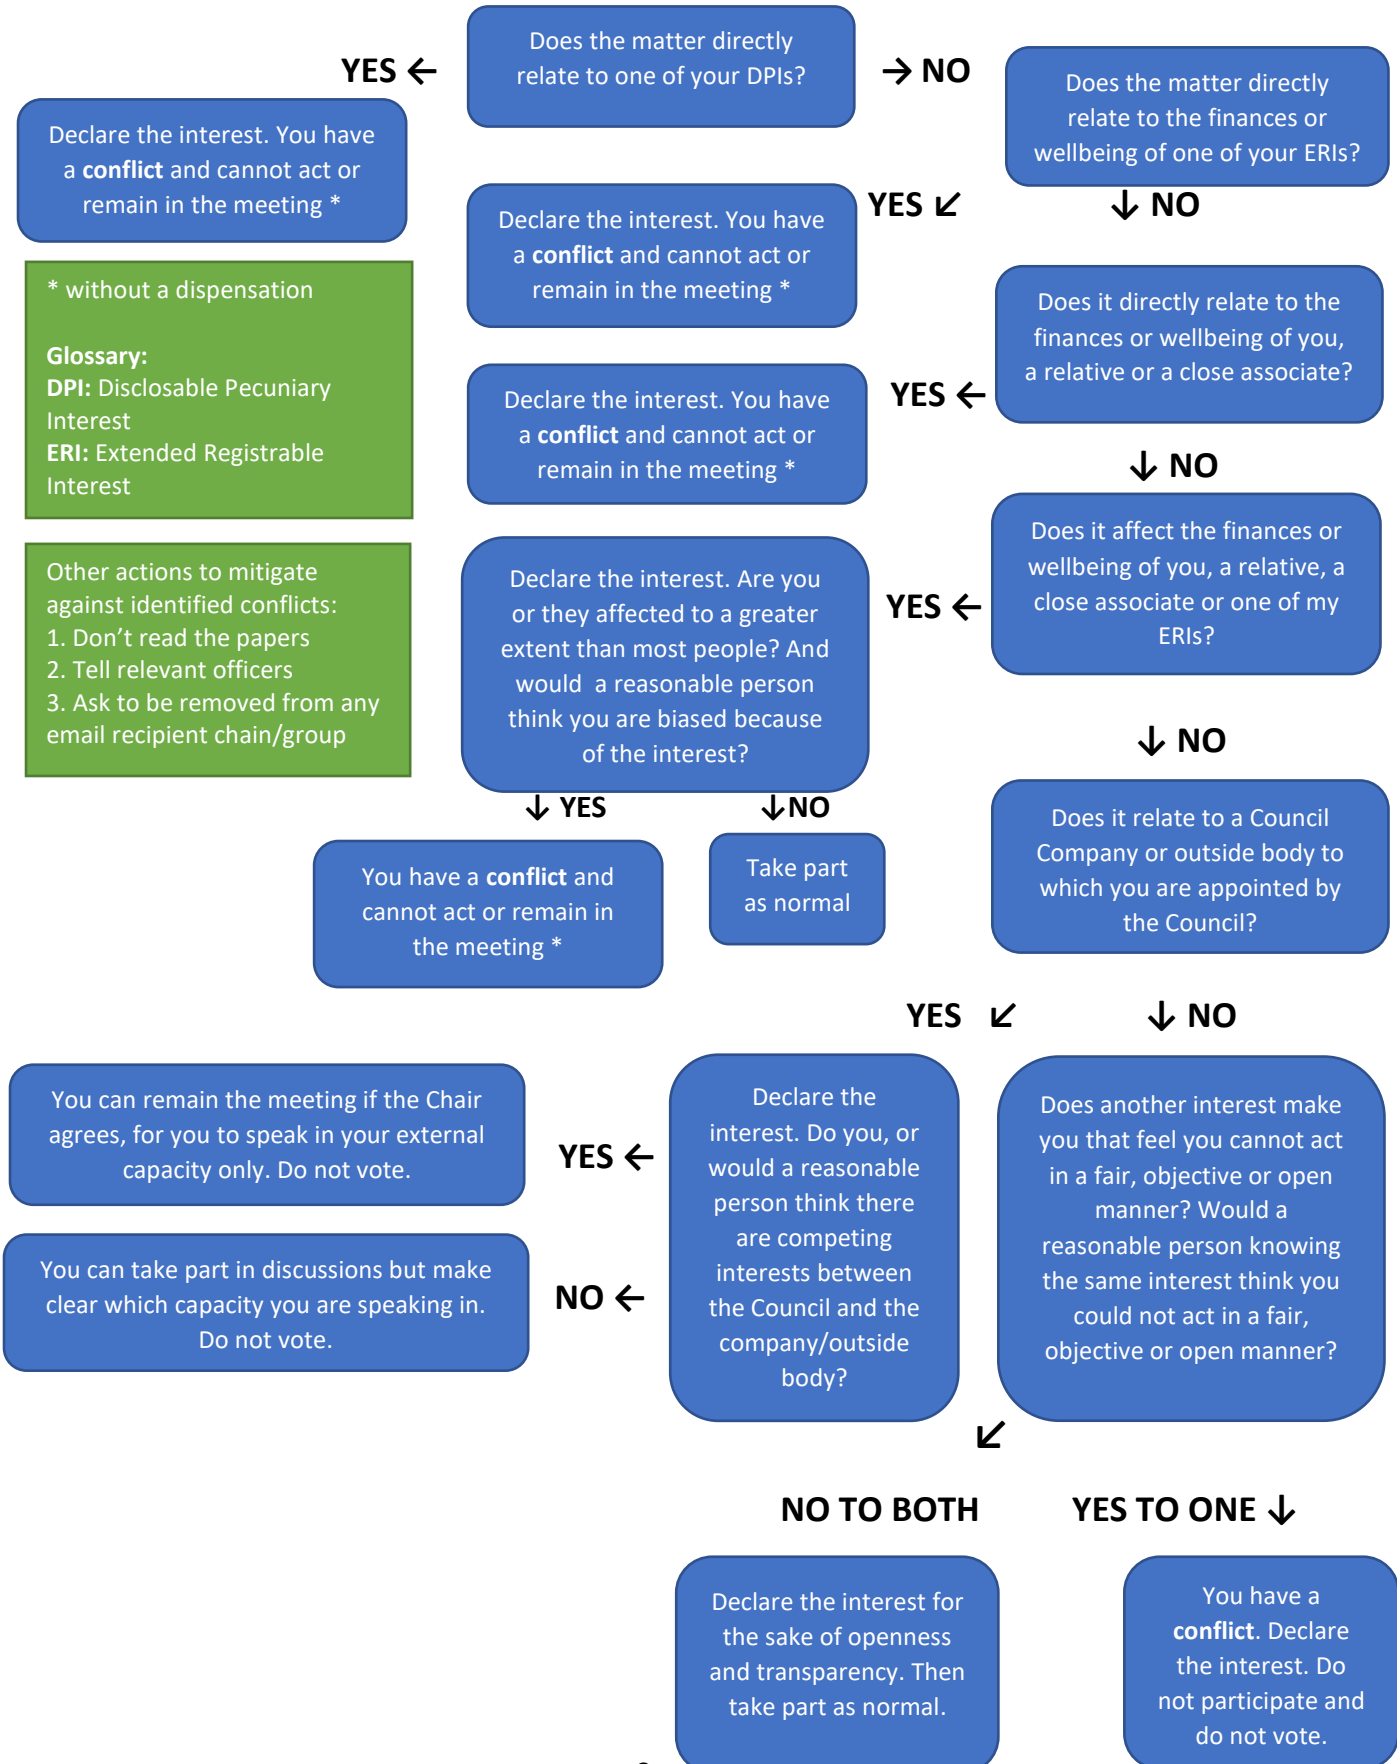 Does the matter directly
relate to one of your DPIs?
YES ←
→ NO
Does the matter directly
relate to the finances or
wellbeing of one of your ERIs?
Declare the interest. You have
a conflict and cannot act or
remain in the meeting *
YES ↙
↓ NO
Declare the interest. You have
a conflict and cannot act or
remain in the meeting *
* without a dispensation
Glossary:
DPI: Disclosable Pecuniary
Interest
ERI: Extended Registrable
Interest
Does it directly relate to the
finances or wellbeing of you,
a relative or a close associate?
YES ←
Declare the interest. You have
a conflict and cannot act or
remain in the meeting *
↓ NO
Does it affect the finances or
wellbeing of you, a relative, a
close associate or one of my
ERIs?
YES ←
Declare the interest. Are you
or they affected to a greater
extent than most people? And
would a reasonable person
think you are biased because
of the interest?
Other actions to mitigate
against identified conflicts:
1. Don't read the papers
2. Tell relevant officers
3. Ask to be removed from any
email recipient chain/group
↓ NO
↓ YES
↓NO
You have a conflict and
cannot act or remain in
the meeting *
Take part
as normal
Does it relate to a Council
Company or outside body to
which you are appointed by
the Council?
YES ↙
↓ NO
Declare the
interest. Do you, or
would a reasonable
person think there
are competing
interests between
the Council and the
company/outside
body?
YES ←
You can remain the meeting if the Chair
agrees, for you to speak in your external
capacity only. Do not vote.
NO ←
You can take part in discussions but make
clear which capacity you are speaking in.
Do not vote.
Does another interest make
you that feel you cannot act
in a fair, objective or open
manner? Would a
reasonable person knowing
the same interest think you
could not act in a fair,
objective or open manner?
↙
NO TO BOTH
YES TO ONE ↓
Declare the interest for
the sake of openness
and transparency. Then
take part as normal.
You have a
conflict. Declare
the interest. Do
not participate and
do not vote.